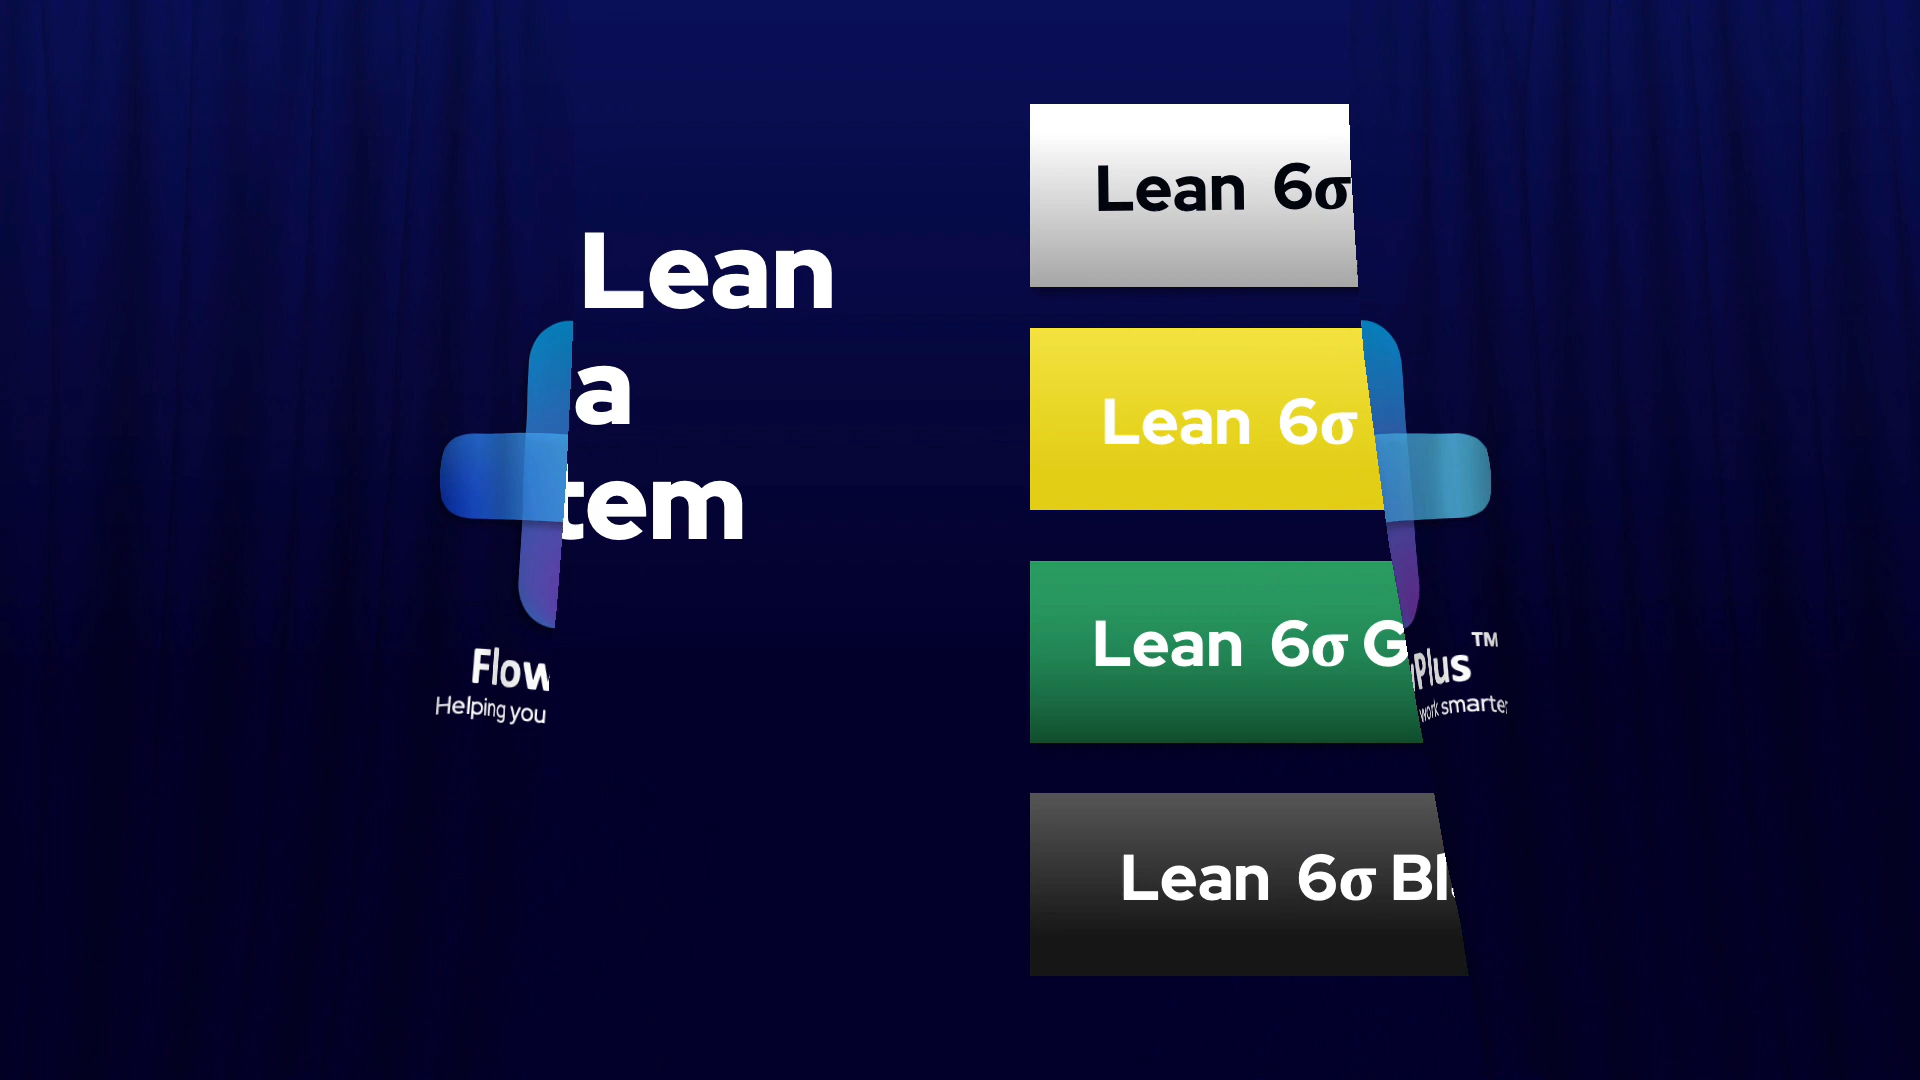 Lean
a
tem
Lean 6σ
Lean 6σ
Lean 6σ G
Lean 6σ Bl
Flow
Helping you
Plus™
work smarter